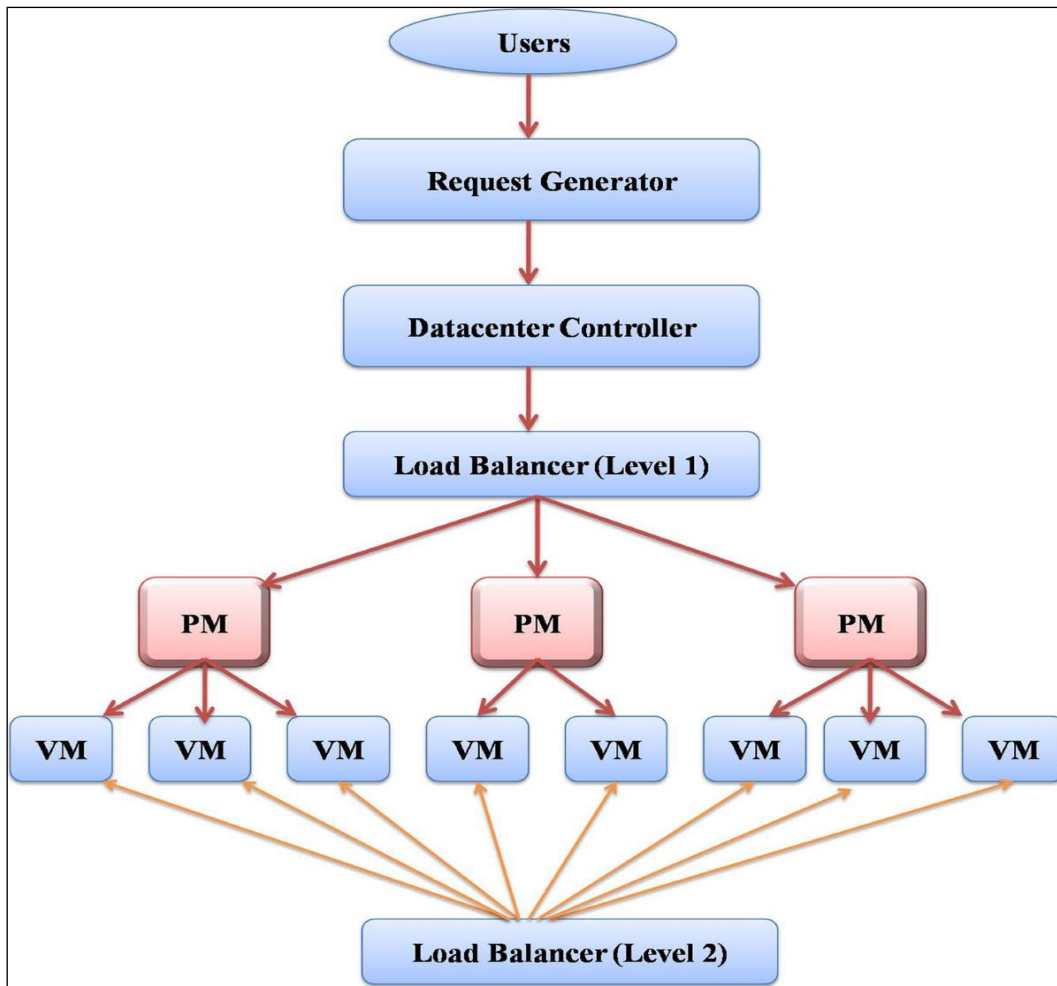 Users
Request Generator
Datacenter Controller
Load Balancer (Level 1)
PM
PM
PM
VM
VM
VM
VM
VM
VM
VM
VM
Load Balancer (Level 2)